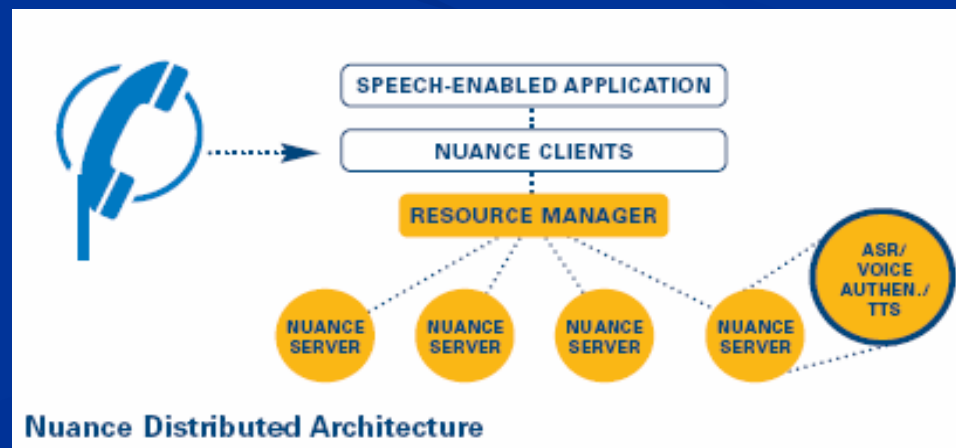 SPEECH-ENABLED APPLICATION
NUANCE CLIENTS
RESOURCE MANAGER
ASR/
VOICE
AUTHEN./
TTS
NUANCE
SERVER
NUANCE
SERVER
NUANCE
SERVER
NUANCE
SERVER
Nuance Distributed Architecture